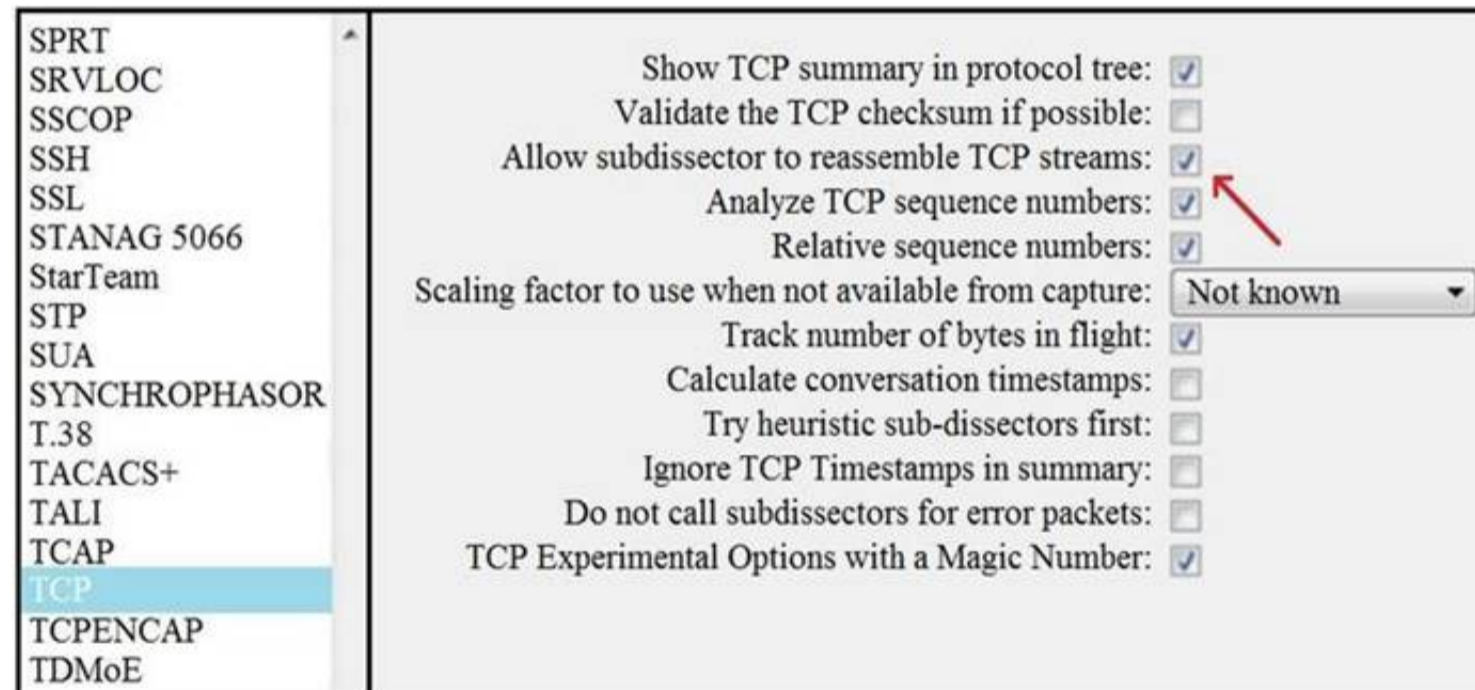 SPRT
SRVLOC
SSCOP
SSH
SSL
STANAG 5066
StarTeam
STP
SUA
SYNCHROPHASOR
T.38
TACACS+
TALI
TCAP
TCP
TCPENCAP
TDMoE
Show TCP summary in protocol tree:
Validate the TCP checksum if possible:
Allow subdissector to reassemble TCP streams:
Analyze TCP sequence numbers:
Relative sequence numbers:
Scaling factor to use when not available from capture: Not known
Track number of bytes in flight:
Calculate conversation timestamps:
Try heuristic sub-dissectors first:
Ignore TCP Timestamps in summary:
Do not call subdissectors for error packets:
TCP Experimental Options with a Magic Number: